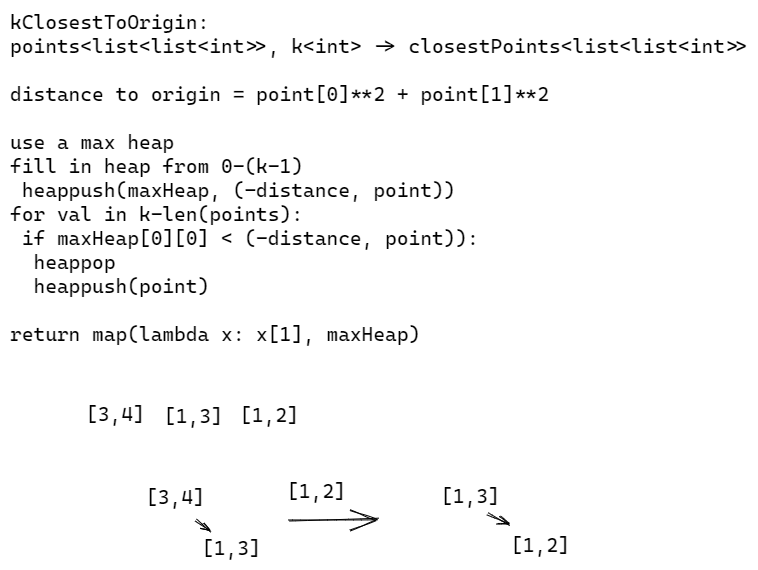 kClosestToOrigin:
points<list<list<int>>, k<int> → closestPoints<list<list<int>>
distance to origin = point[0]**2 + point[1]**2
use a max heap
fill in heap from 0-(k-1)
heappush(maxHeap, (-distance, point))
for val in k-len(points):
if maxHeap[0][0] < (-distance, point)):
heappop
heappush(point)
return map(lambda x: x[1], maxHeap)
[3,4] [1,3] [1,2]
[3,4] [1,2] [1,3]
[1,3] [1,2]